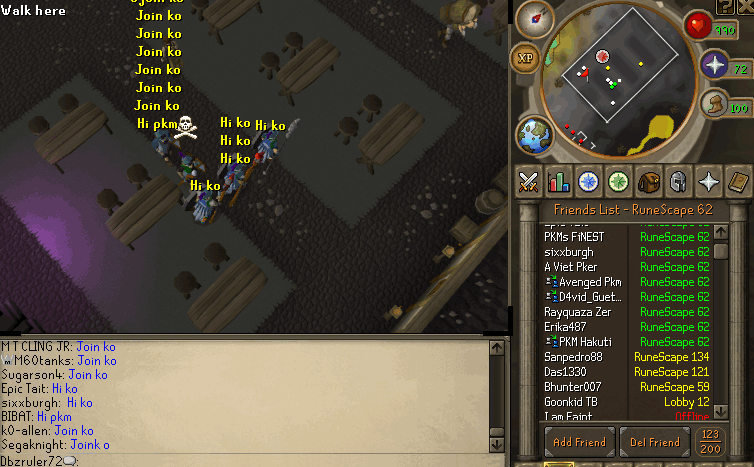 Walk here
Join ko
Join ko
Join ko
Join ko
Join ko
Join ko
Hi pkm
Hi ko
Hi ko
Hi ko
Hi ko
Hi ko
XP
990
72
100
Friends List - RuneScape 62
PKMs FiNEST RuneScape 62
sixxburgh RuneScape 62
A Viet Pker RuneScape 62
Avenged Pkm RuneScape 62
D4vid_Guet... RuneScape 62
Rayquaza Zer RuneScape 62
Erika487 RuneScape 62
PKM Hakuti RuneScape 62
Sanpedro88 RuneScape 134
Das1330 RuneScape 121
Bhunter007 RuneScape 59
Goonkid TB Lobby 12
I am Faint Offline
Add Friend
Del Friend
123
200
M T CLING JR: Join ko
M60tanks: Join ko
Sugarson4: Join ko
Epic Tait: Hi ko
sixxburgh: Hi ko
BIBAT: Hi pkm
k0-allen: Join ko
Segaknight: Joink o
Dbzruler72: